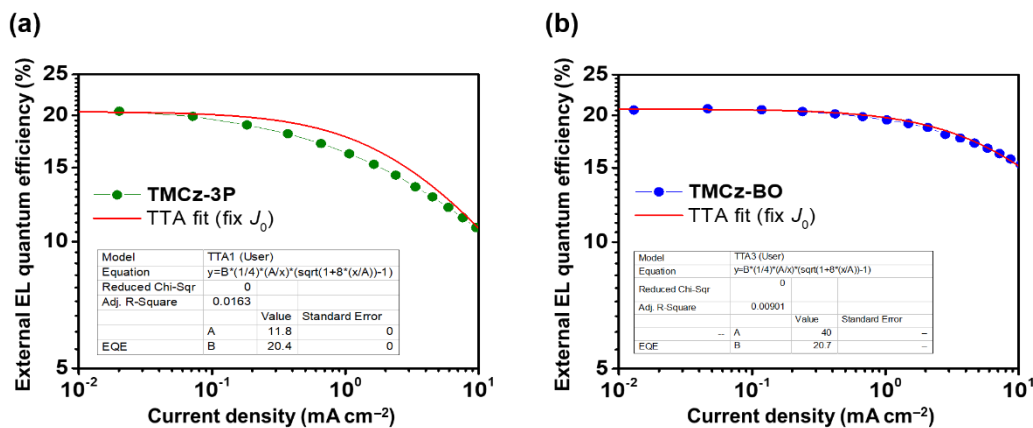 (a)
25
20
15
10
5
External EL quantum efficiency (%)
TMCz-3P
TTA fit (fix J₀)
Model TTA1 (User)
Equation y=B*(1/4)*(A/x)*(sqrt(1+8*(x/A))-1)
Reduced Chi-Sqr 0
Adj. R-Square 0.0163
Value Standard Error
A 11.8 0
EQE B 20.4 0
10⁻² 10⁻¹ 10⁰ 10¹
Current density (mA cm⁻²)
(b)
25
20
15
10
5
External EL quantum efficiency (%)
TMCz-BO
TTA fit (fix J₀)
Model TTA3 (User)
Equation y=B*(1/4)*(A/x)*(sqrt(1+8*(x/A))-1)
Reduced Chi-Sqr 0
Adj. R-Square 0.00901
Value Standard Error
-- A 40 --
EQE B 20.7 --
10⁻² 10⁻¹ 10⁰ 10¹
Current density (mA cm⁻²)